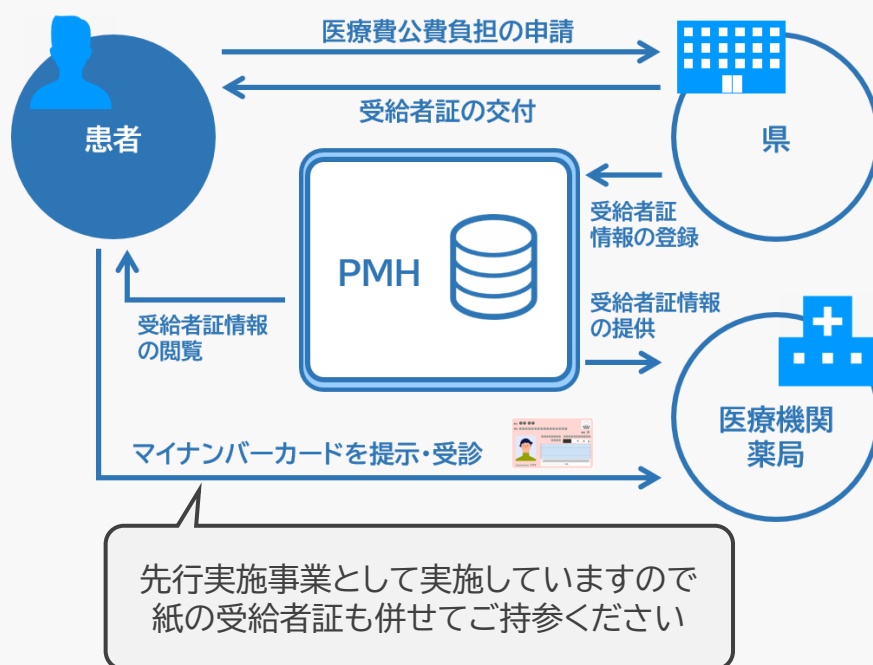 医療費公費負担の申請
受給者証の交付
患者
県
受給者証
情報の登録
PMH
受給者証情報
の提供
受給者証情報
の閲覧
医療機関
薬局
マイナンバーカードを提示・受診
先行実施事業として実施していますので
紙の受給者証も併せてご持参ください